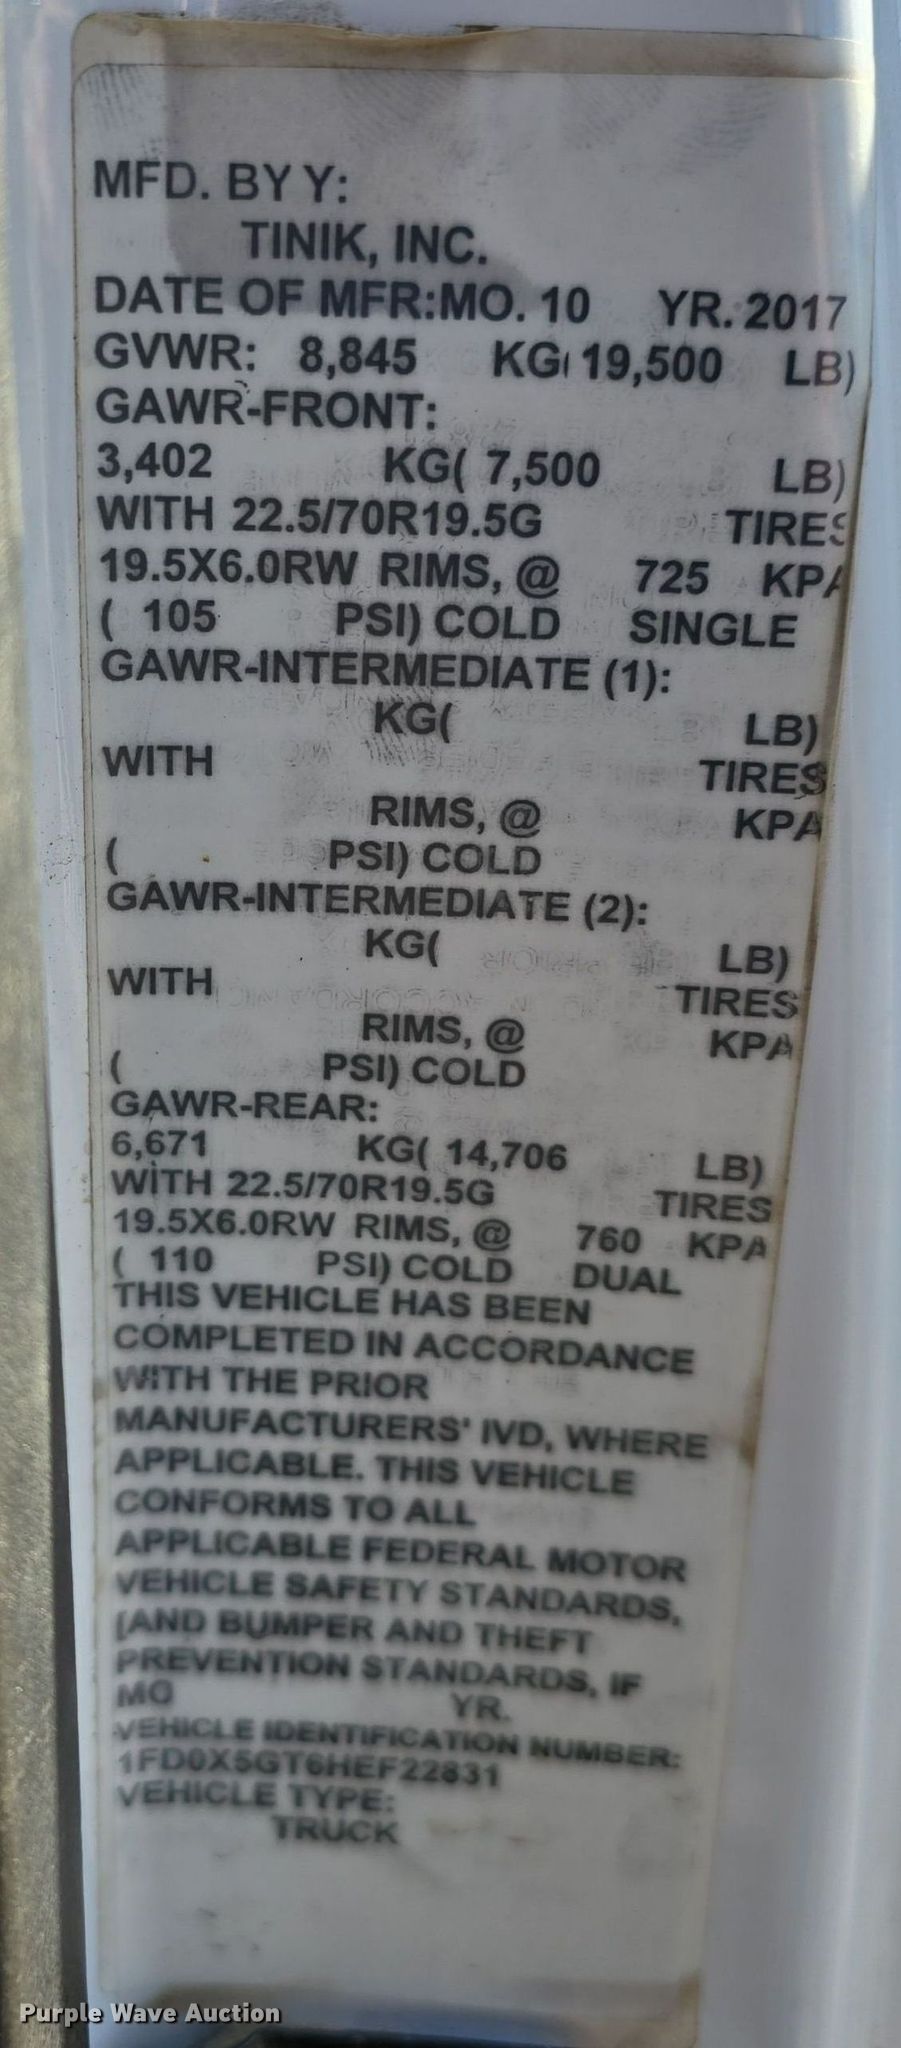 MFD. BY Y:
TINIK, INC.
DATE OF MFR:MO. 10 YR. 2017
GVWR: 8,845 KG( 19,500 LB)
GAWR-FRONT:
3,402 KG( 7,500 LB)
WITH 22.5/70R19.5G TIRES
19.5X6.0RW RIMS, @ 725 KPA
( 105 PSI) COLD SINGLE
GAWR-INTERMEDIATE (1):
KG( LB)
WITH TIRES
RIMS, @ KPA
( PSI) COLD
GAWR-INTERMEDIATE (2):
KG( LB)
WITH TIRES
RIMS, @ KPA
( PSI) COLD
GAWR-REAR:
6,671 KG( 14,706 LB)
WITH 22.5/70R19.5G TIRES
19.5X6.0RW RIMS, @ 760 KPA
( 110 PSI) COLD DUAL
THIS VEHICLE HAS BEEN
COMPLETED IN ACCORDANCE
WITH THE PRIOR
MANUFACTURERS' IVD, WHERE
APPLICABLE. THIS VEHICLE
CONFORMS TO ALL
APPLICABLE FEDERAL MOTOR
VEHICLE SAFETY STANDARDS,
[AND BUMPER AND THEFT
PREVENTION STANDARDS, IF
MO YR.
VEHICLE IDENTIFICATION NUMBER:
1FD0X5GT6HEF22831
VEHICLE TYPE:
TRUCK
Purple Wave Auction